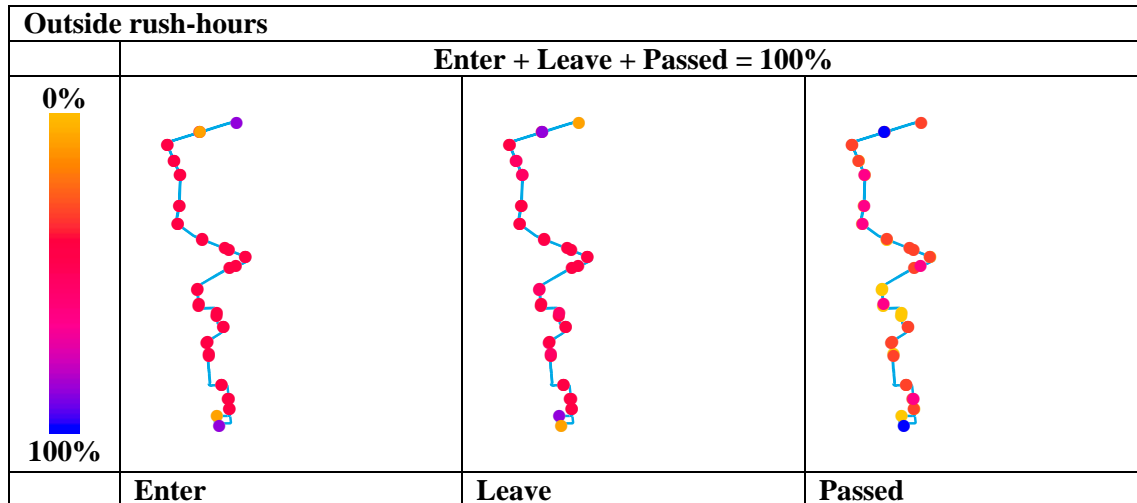 Outside rush-hours
Enter + Leave + Passed = 100%
0%
100%
Enter
Leave
Passed